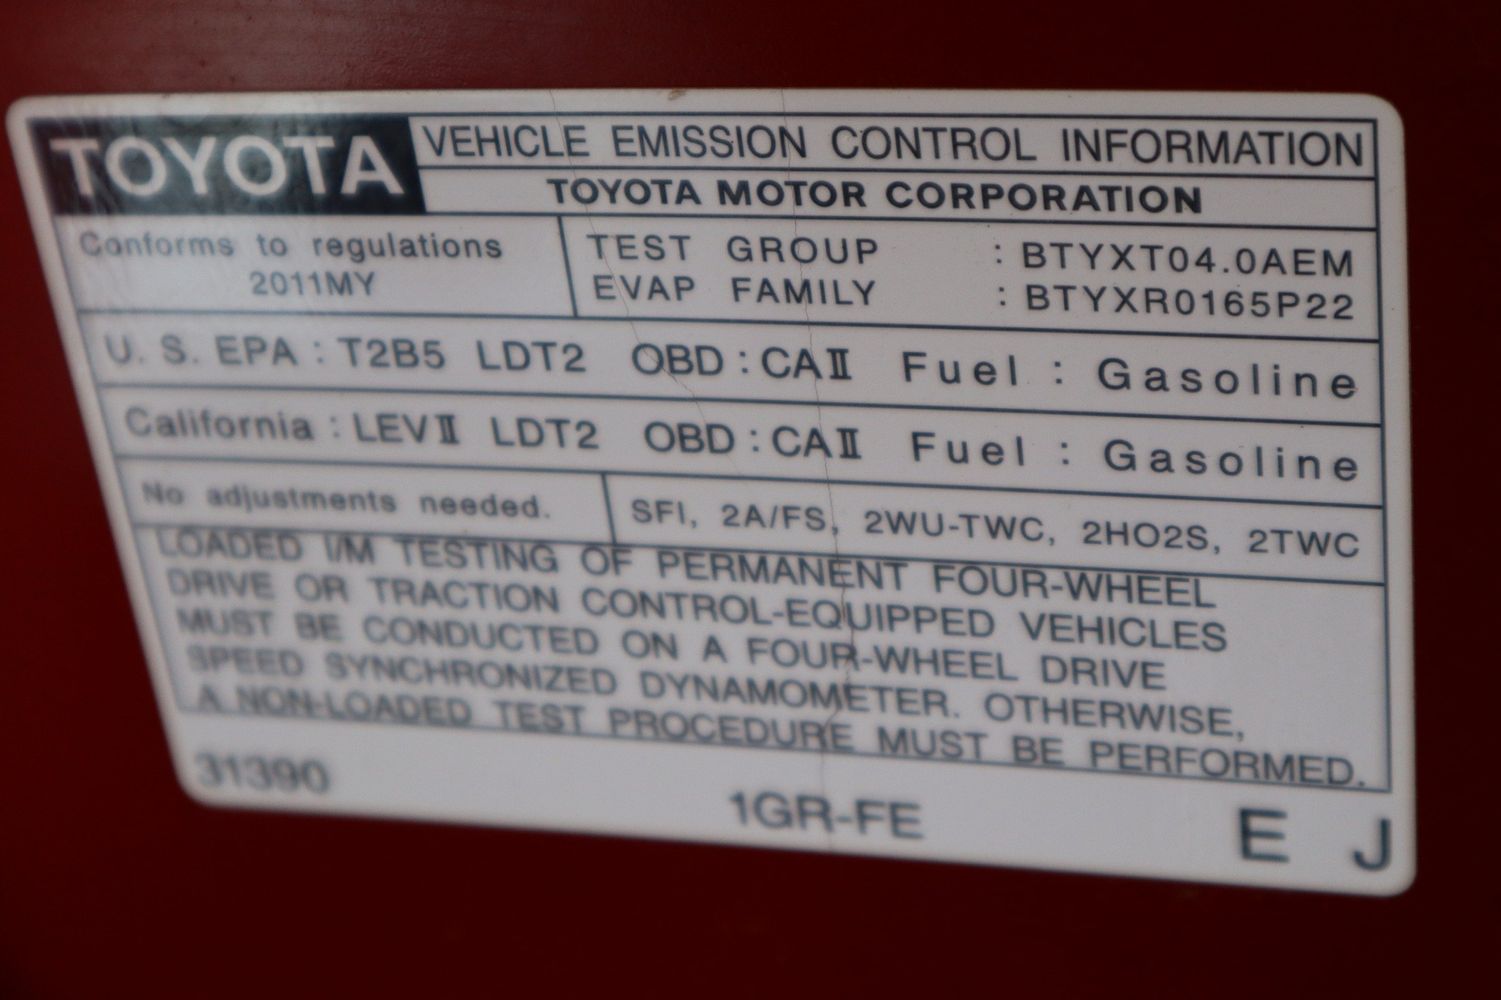 TOYOTA
VEHICLE EMISSION CONTROL INFORMATION
TOYOTA MOTOR CORPORATION
Conforms to regulations
2011MY
TEST GROUP : BTYXT04.0AEM
EVAP FAMILY : BTYXR0165P22
U. S. EPA : T2B5 LDT2 OBD : CAⅡ Fuel : Gasoline
California : LEVⅡ LDT2 OBD : CAⅡ Fuel : Gasoline
No adjustments needed.
SFI, 2A/FS, 2WU-TWC, 2HO2S, 2TWC
LOADED I/M TESTING OF PERMANENT FOUR-WHEEL
DRIVE OR TRACTION CONTROL-EQUIPPED VEHICLES
MUST BE CONDUCTED ON A FOUR-WHEEL DRIVE
SPEED SYNCHRONIZED DYNAMOMETER. OTHERWISE,
A NON-LOADED TEST PROCEDURE MUST BE PERFORMED.
31390
1GR-FE
E J